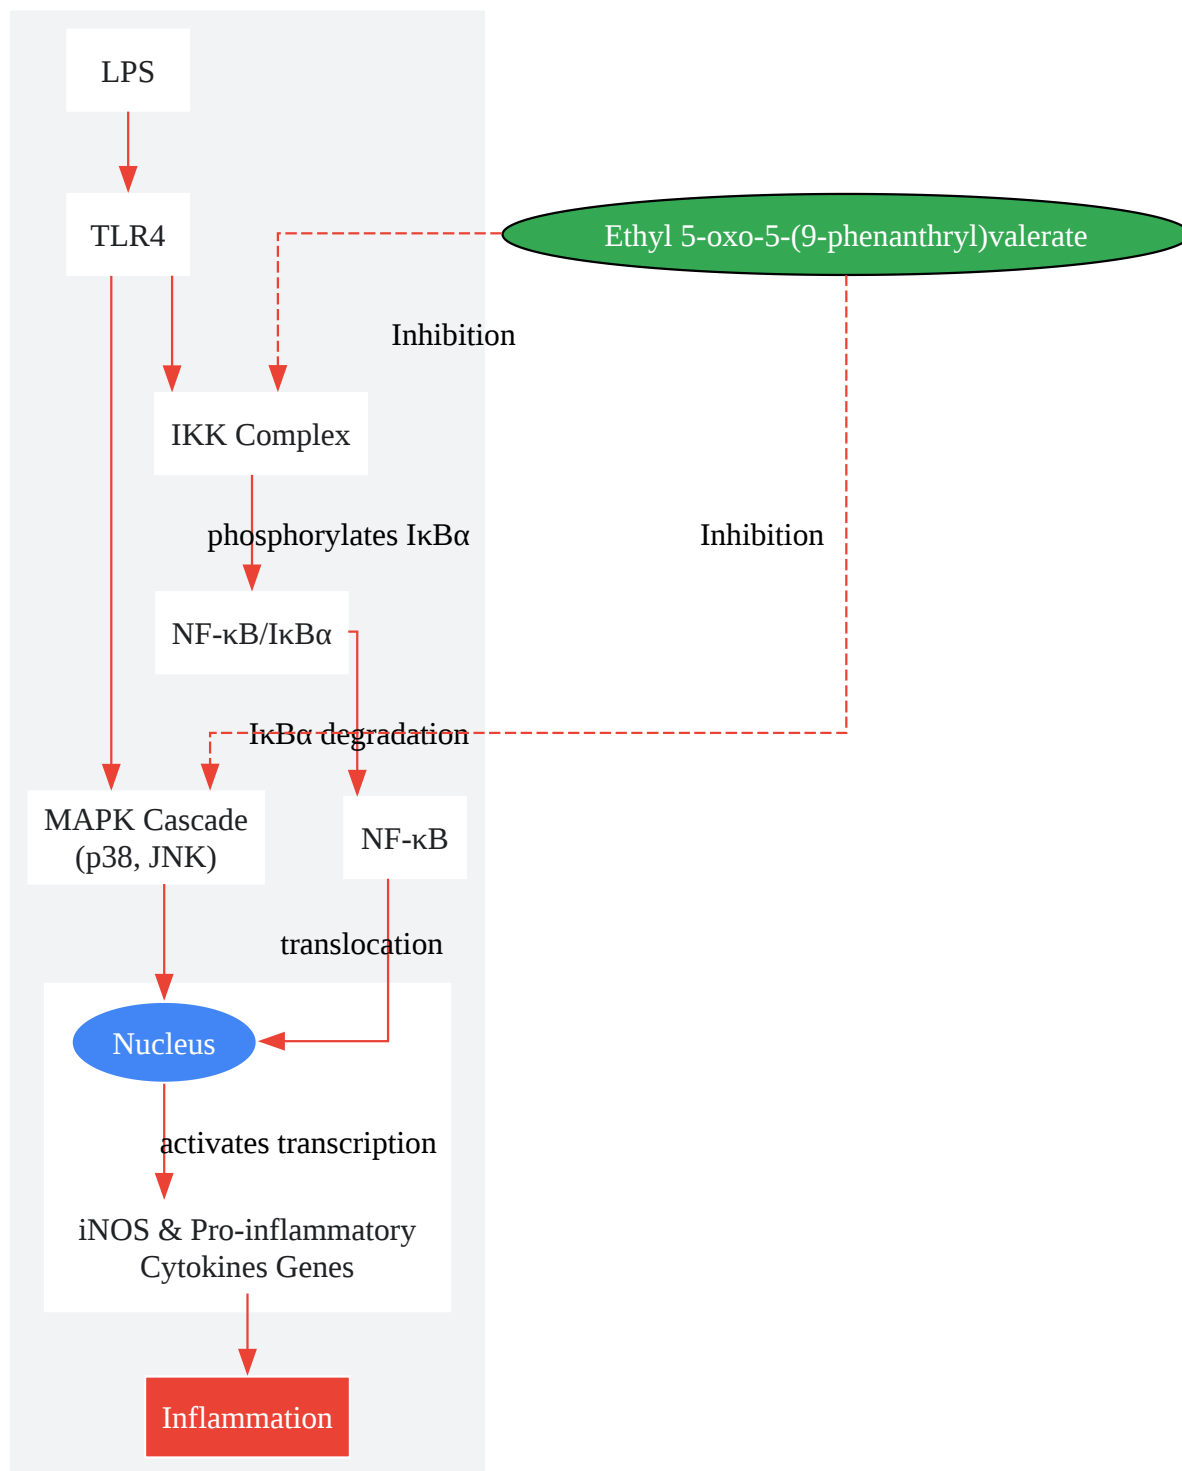 LPS
TLR4
Ethyl 5-oxo-5-(9-phenanthryl)valerate
Inhibition
IKK Complex
phosphorylates IκBα
Inhibition
NF-κB/IκBα
IκBα degradation
MAPK Cascade
(p38, JNK)
NF-κB
translocation
Nucleus
activates transcription
iNOS & Pro-inflammatory
Cytokines Genes
Inflammation